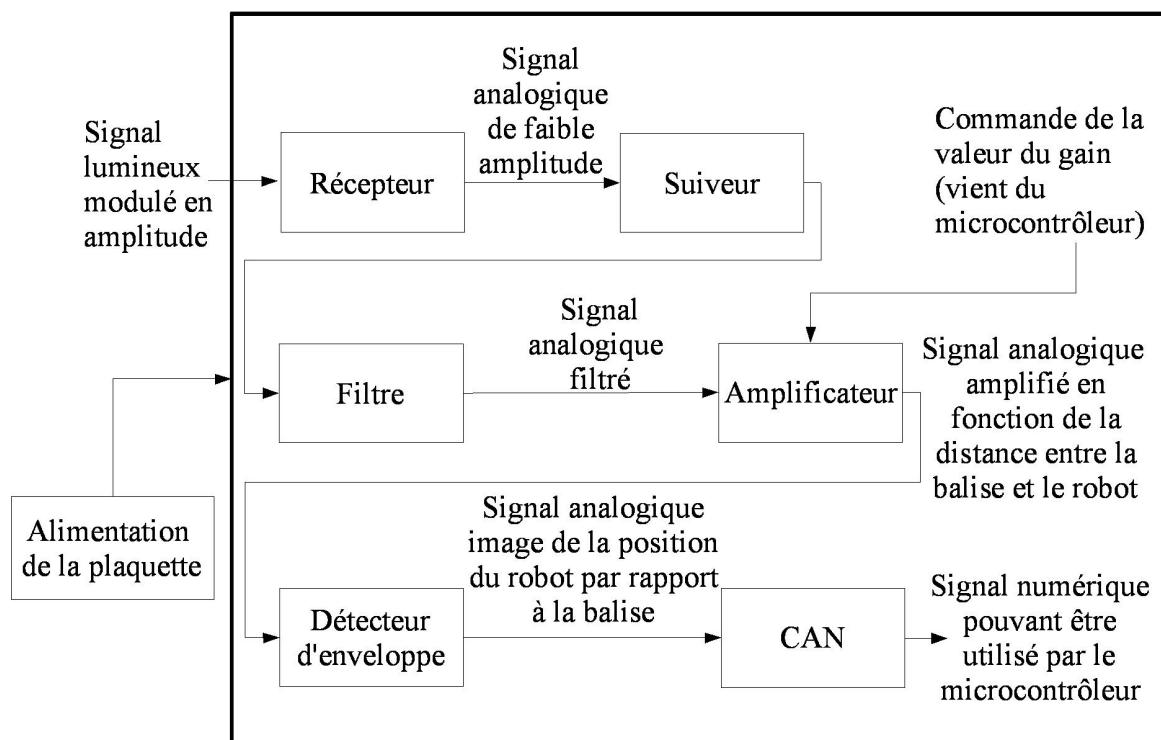 Signal
analogique
de faible
amplitude
Signal
lumineux
modulé en
amplitude
Récepteur
Suiveur
Commande de la
valeur du gain
(vient du
microcontrôleur)
Signal
analogique
filtré
Filtre
Amplificateur
Signal analogique
amplifié en
fonction de la
distance entre la
balise et le robot
Alimentation
de la plaquette
Signal analogique
image de la position
du robot par rapport
à la balise
Détecteur
d'enveloppe
CAN
Signal numérique
pouvant être
utilisé par le
microcontrôleur